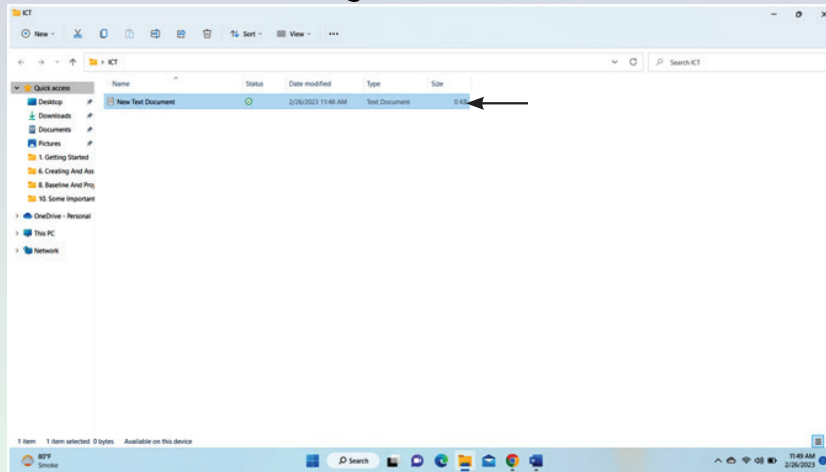 ICT
New Sort View ...
ICT Search ICT
Name Status Date modified Type Size
Quick access
New Text Document 2/26/2023 11:48 AM Text Document 0 KB
Desktop
Downloads
Documents
Pictures
1. Getting Started
6. Creating And Ass
8. Baseline And Proj
10. Some Important
OneDrive - Personal
This PC
Network
1 item 1 item selected 0 bytes Available on this device
80°F
Smoke
Search
11:49 AM
2/26/2023